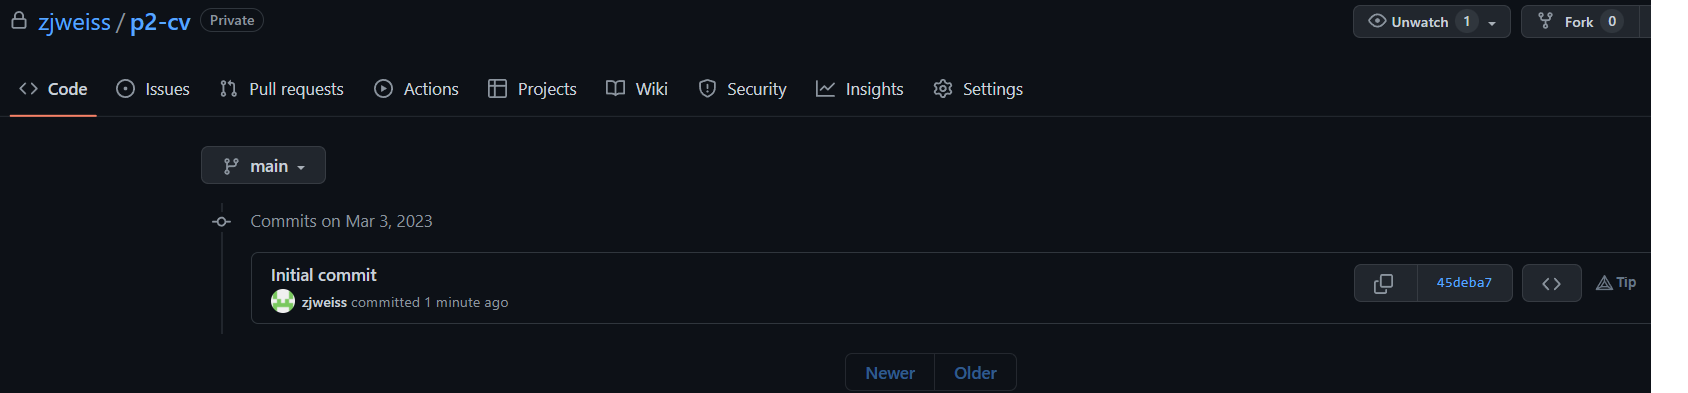 zjweiss / p2-cv Private Unwatch 1 Fork 0
Code Issues Pull requests Actions Projects Wiki Security Insights Settings
main
Commits on Mar 3, 2023
Initial commit
zjweiss committed 1 minute ago
45deba7 Tip
Newer Older